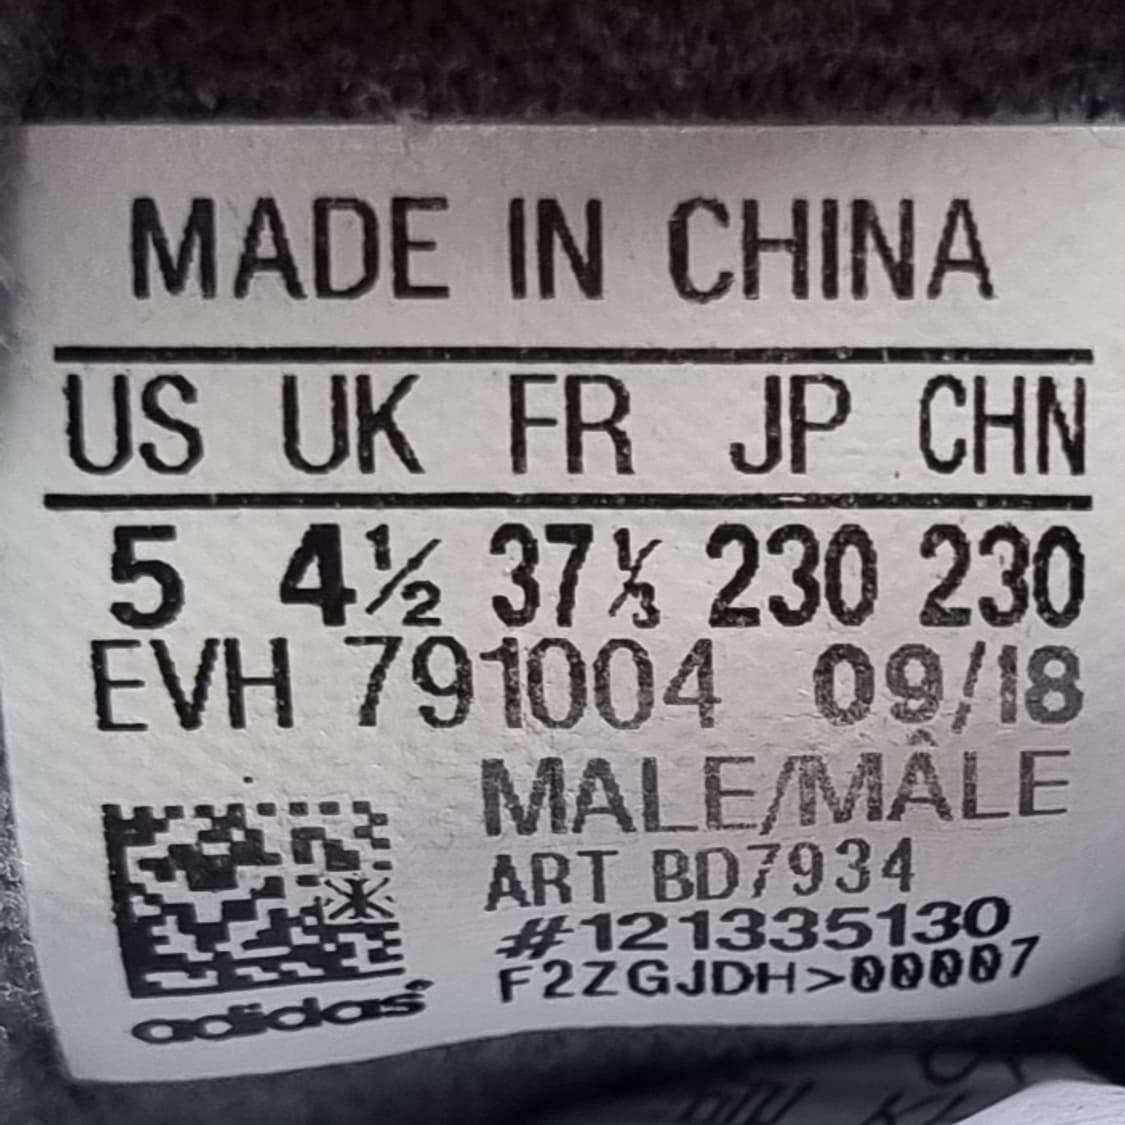 MADE IN CHINA
US UK FR JP CHN
5 4½ 37⅓ 230 230
EVH 791004 09/18
MALE/MÂLE
ART BD7934
#121335130
F2ZGJDH>00007
adidas